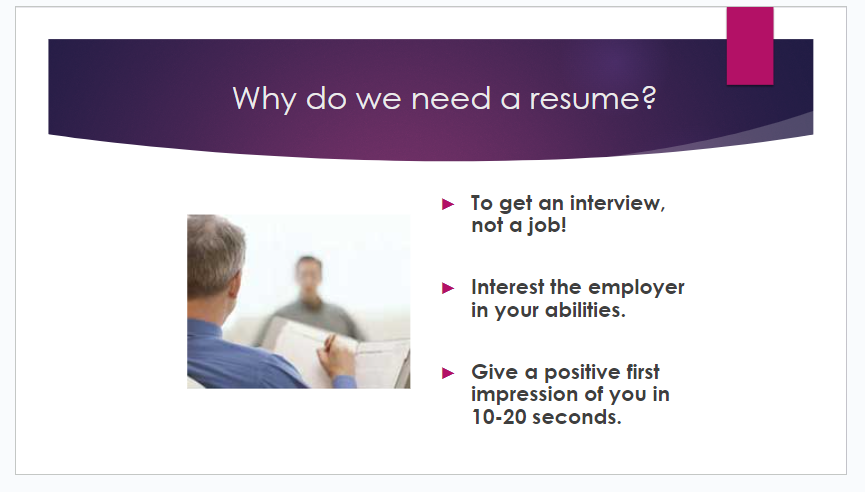 Why do we need a resume?
To get an interview,
not a job!
Interest the employer
in your abilities.
Give a positive first
impression of you in
10-20 seconds.